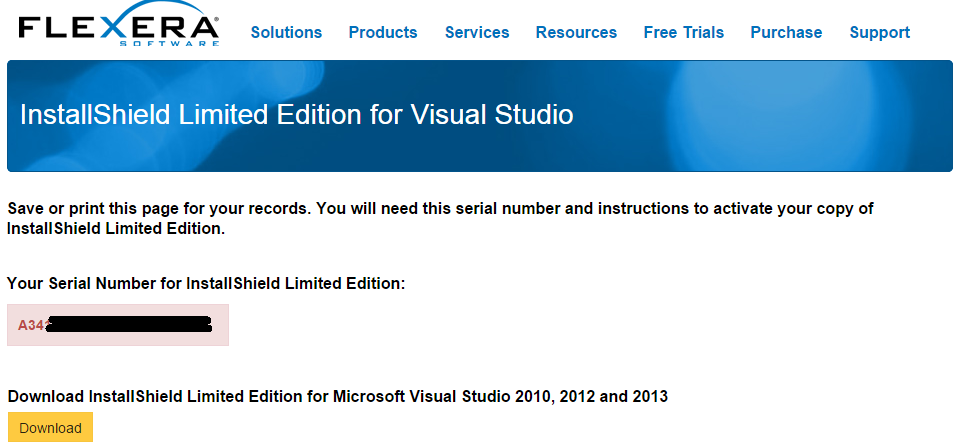 FLEXERA
SOFTWARE
Solutions Products Services Resources Free Trials Purchase Support
InstallShield Limited Edition for Visual Studio
Save or print this page for your records. You will need this serial number and instructions to activate your copy of
InstallShield Limited Edition.
Your Serial Number for InstallShield Limited Edition:
Download InstallShield Limited Edition for Microsoft Visual Studio 2010, 2012 and 2013
Download